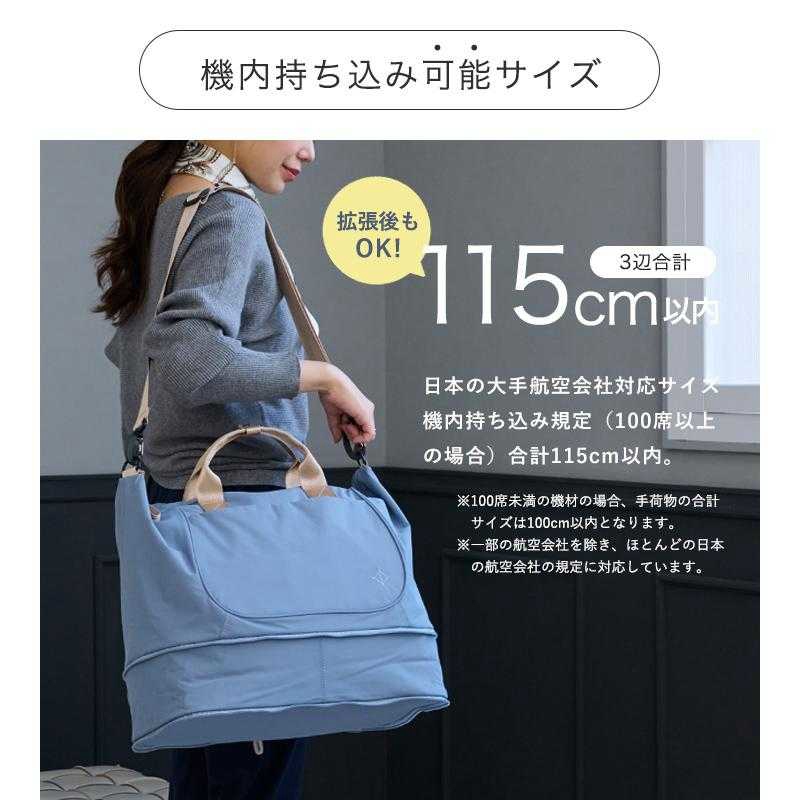 機内持ち込み可能サイズ
拡張後も
OK!
3辺合計
115cm以内
日本の大手航空会社対応サイズ
機内持ち込み規定（100席以上
の場合）合計115cm以内。
※100席未満の機材の場合、手荷物の合計
サイズは100cm以内となります。
※一部の航空会社を除き、ほとんどの日本
の航空会社の規定に対応しています。